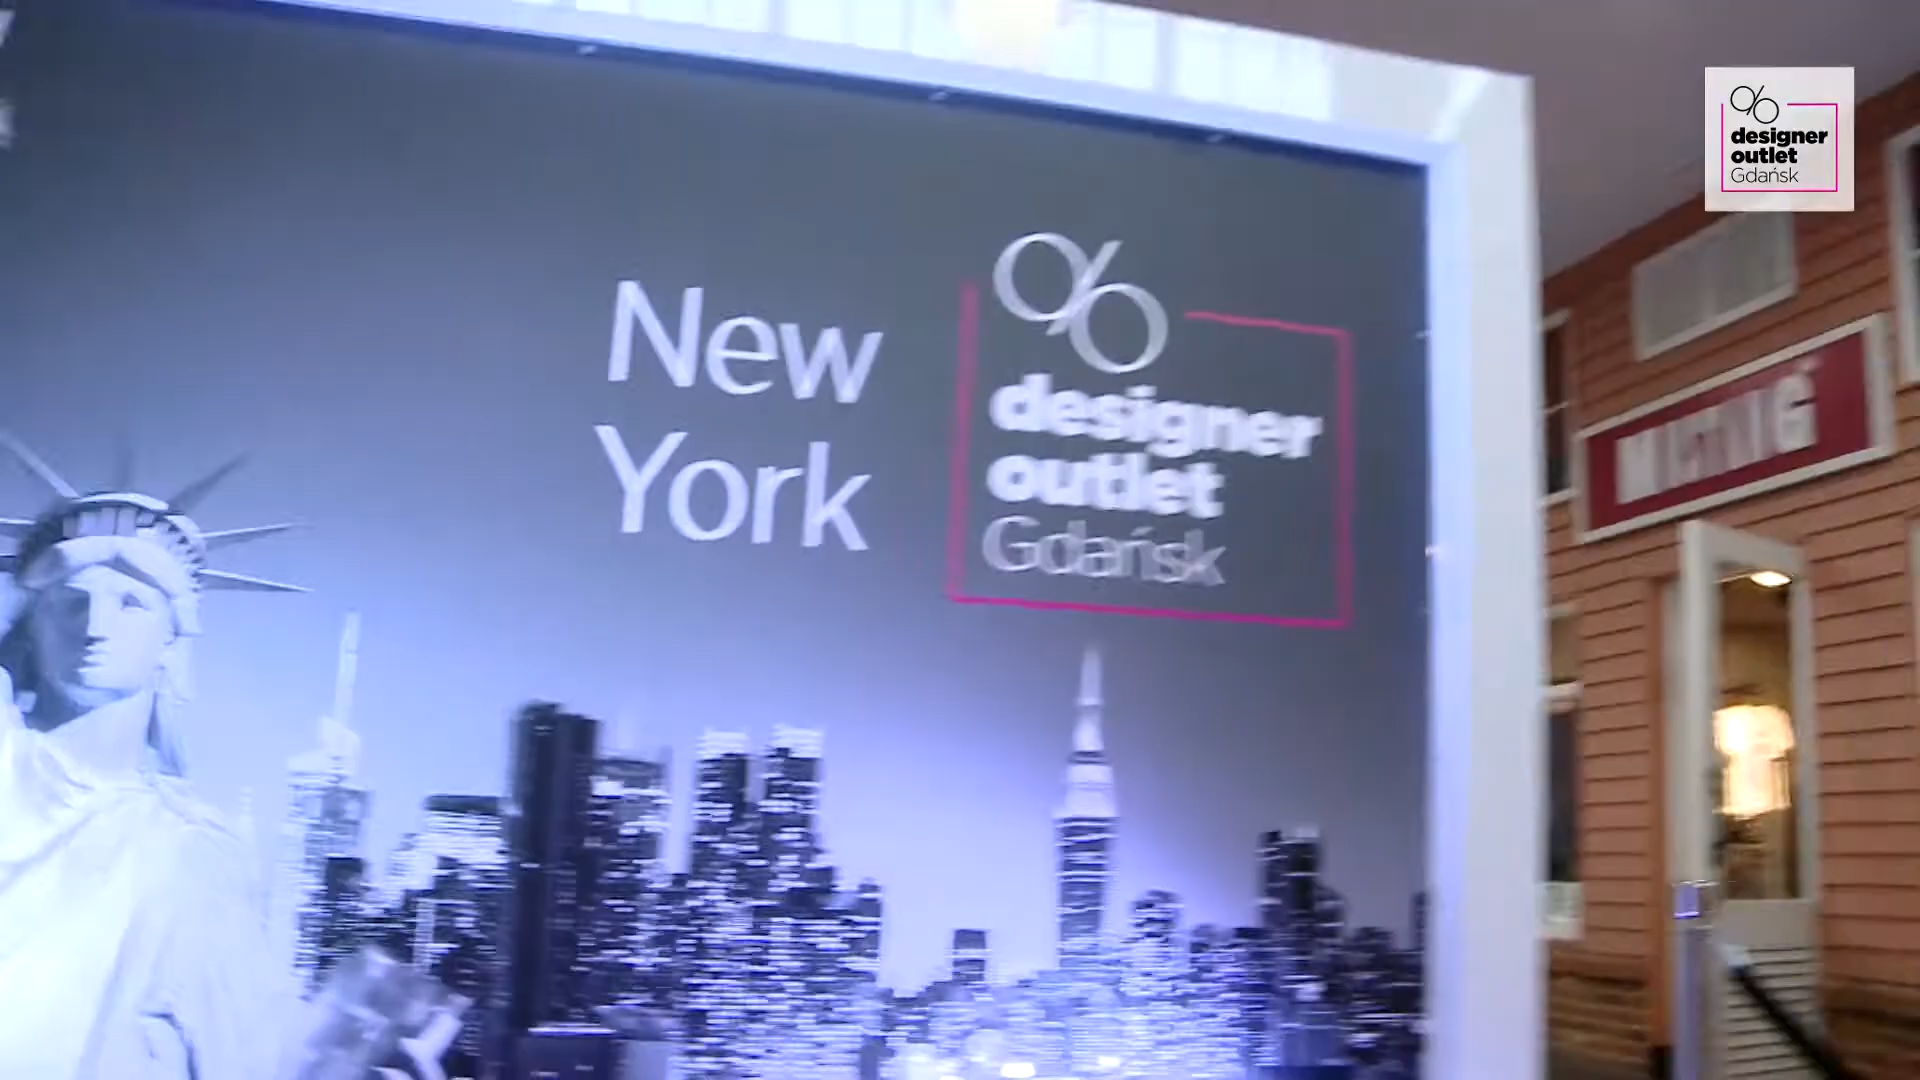 New
York
%
designer
outlet
Gdańsk
%
designer
outlet
Gdańsk